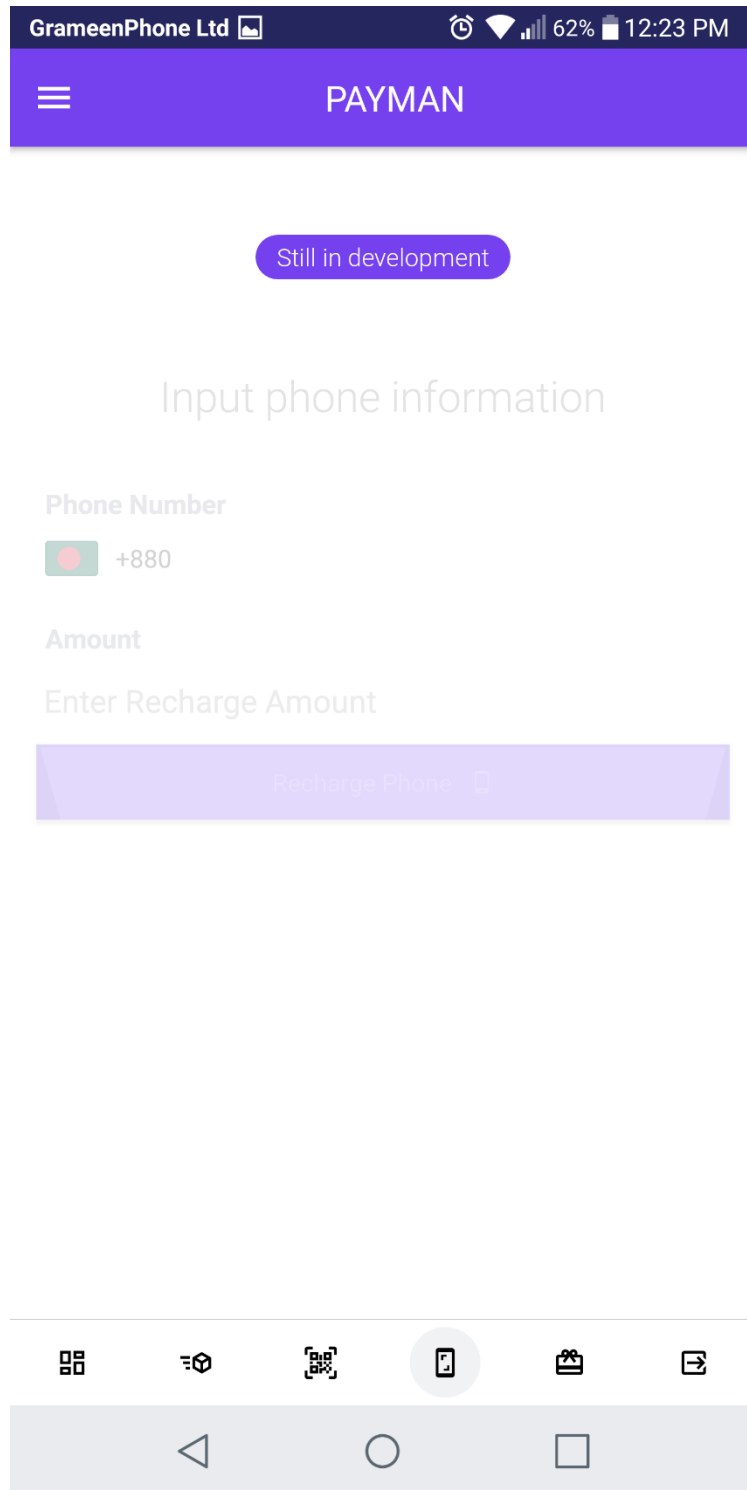 GrameenPhone Ltd 62% 12:23 PM
PAYMAN
Still in development
Input phone information
Phone Number
+880
Amount
Enter Recharge Amount
Recharge Phone